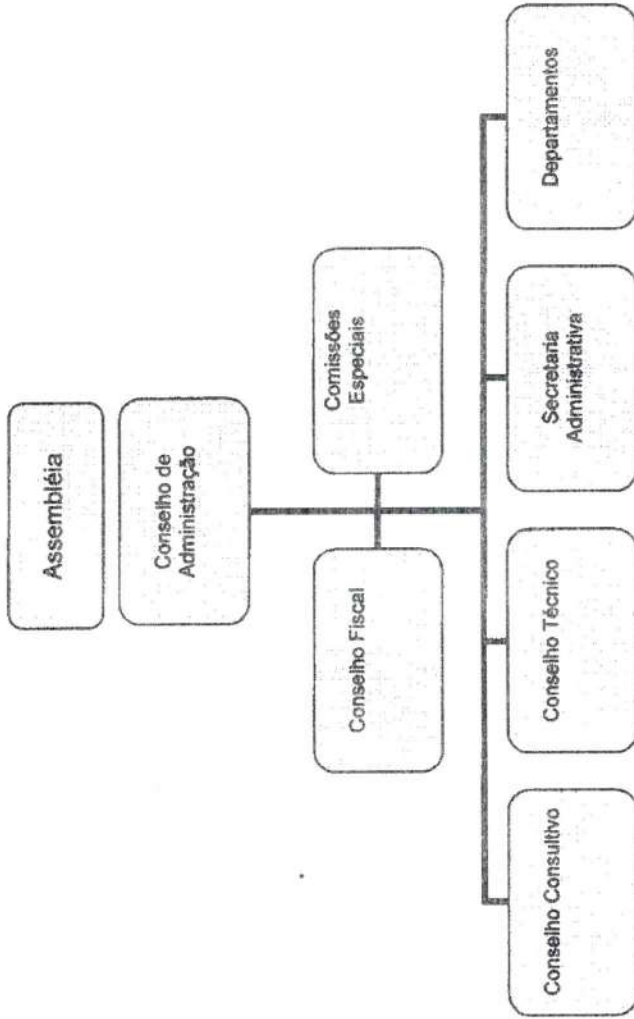 Assembléia
Conselho de
Administração
Conselho Fiscal
Comissões
Especiais
Conselho Consultivo
Conselho Técnico
Secretaria
Administrativa
Departamentos